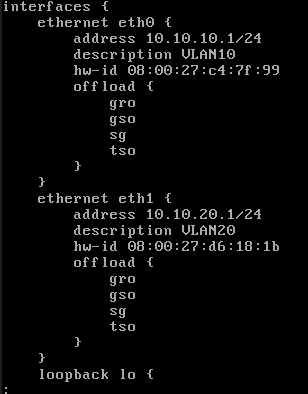 interfaces {
ethernet eth0 {
address 10.10.10.1/24
description VLAN10
hw-id 08:00:27:c4:7f:99
offload {
gro
gso
sg
tso
}
}
ethernet eth1 {
address 10.10.20.1/24
description VLAN20
hw-id 08:00:27:d6:18:1b
offload {
gro
gso
sg
tso
}
}
loopback lo {
: